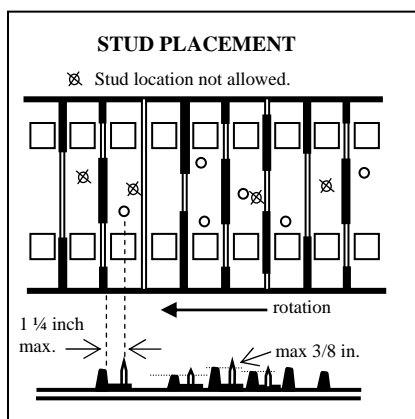 STUD PLACEMENT
Stud location not allowed.
rotation
1 ¼ inch
max.
max 3/8 in.